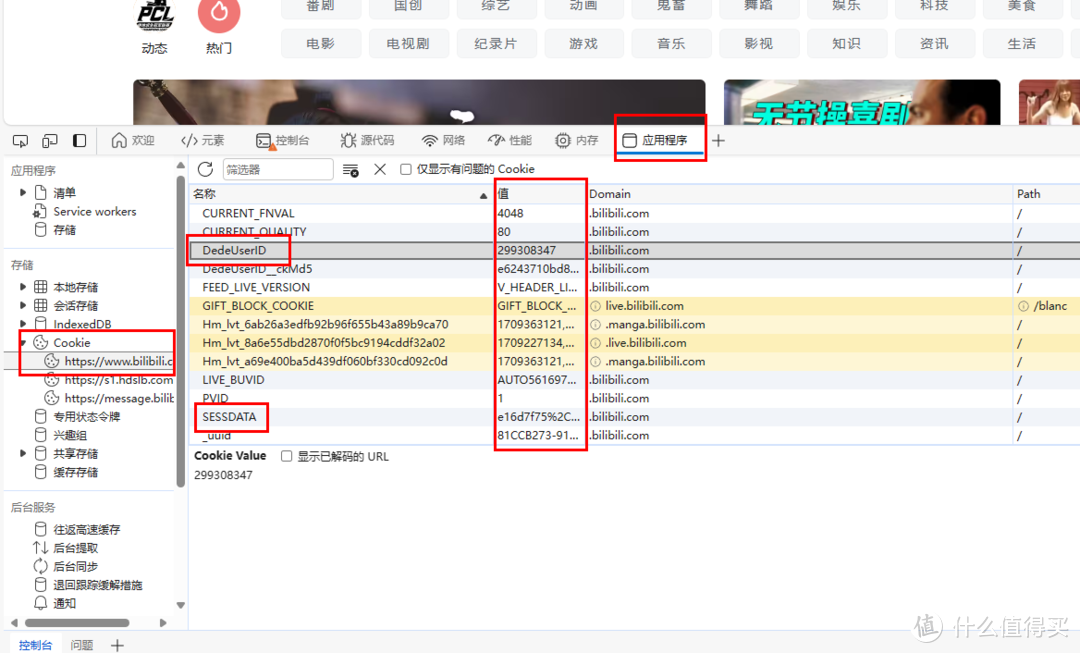 番剧 国创 综艺 动画 鬼畜 舞蹈 娱乐 科技 美食
PCL
动态 热门
电影 电视剧 纪录片 游戏 音乐 影视 知识 资讯 生活
无节操喜剧
欢迎 元素 控制台 源代码 网络 性能 内存 应用程序
应用程序
清单
Service workers
存储
存储
本地存储
会话存储
IndexedDB
Cookie
https://www.bilibili.c
https://s1.hdslb.com
https://message.bilib
专用状态令牌
兴趣组
共享存储
缓存存储
后台服务
往返高速缓存
后台提取
后台同步
退回跟踪缓解措施
通知
筛选器 仅显示有问题的 Cookie
名称 值 Domain Path
CURRENT_FNVAL 4048 .bilibili.com /
CURRENT_QUALITY 80 .bilibili.com /
DedeUserID 299308347 .bilibili.com /
DedeUserID__ckMd5 e6243710bd8... .bilibili.com /
FEED_LIVE_VERSION V_HEADER_LI... .bilibili.com /
GIFT_BLOCK_COOKIE GIFT_BLOCK_... live.bilibili.com /blanc
Hm_lvt_6ab26a3edfb92b96f655b43a89b9ca70 1709363121,... .manga.bilibili.com /
Hm_lvt_8a6e55dbd2870f0f5bc9194cddf32a02 1709227134,... .live.bilibili.com /
Hm_lvt_a69e400ba5d439df060bf330cd092c0d 1709363121,... .manga.bilibili.com /
LIVE_BUVID AUTO561697... .bilibili.com /
PVID 1 .bilibili.com /
SESSDATA e16d7f75%2C... .bilibili.com /
_uuid 81CCB273-91... .bilibili.com /
Cookie Value 显示已解码的 URL
299308347
控制台 问题
值 什么值得买